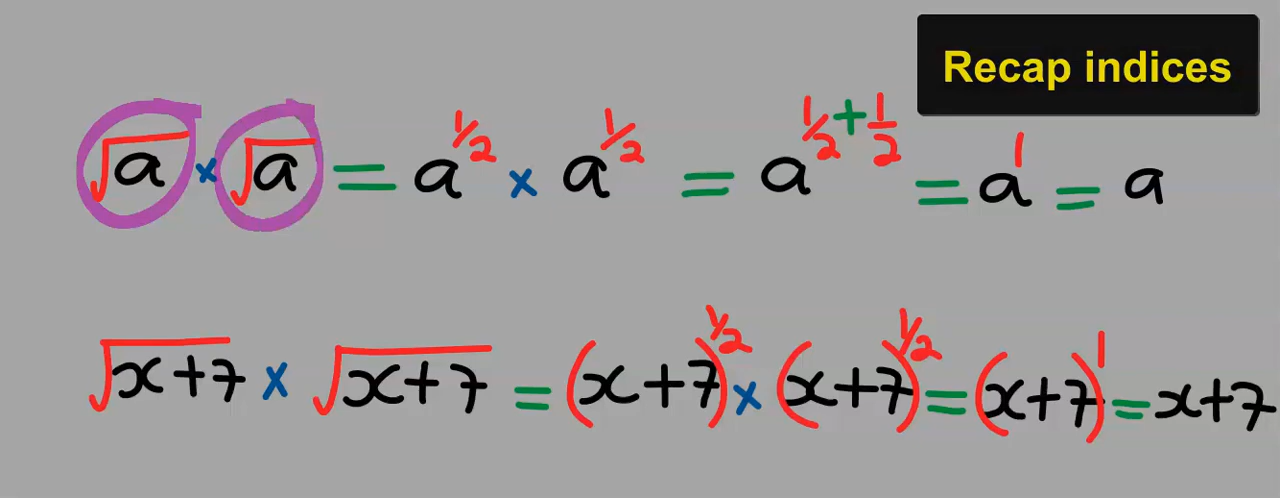 Recap indices
√a × √a = a^{1/2} × a^{1/2} = a^{1/2 + 1/2} = a^1 = a
√(x+7) × √(x+7) = (x+7)^{1/2} × (x+7)^{1/2} = (x+7)^1 = x+7